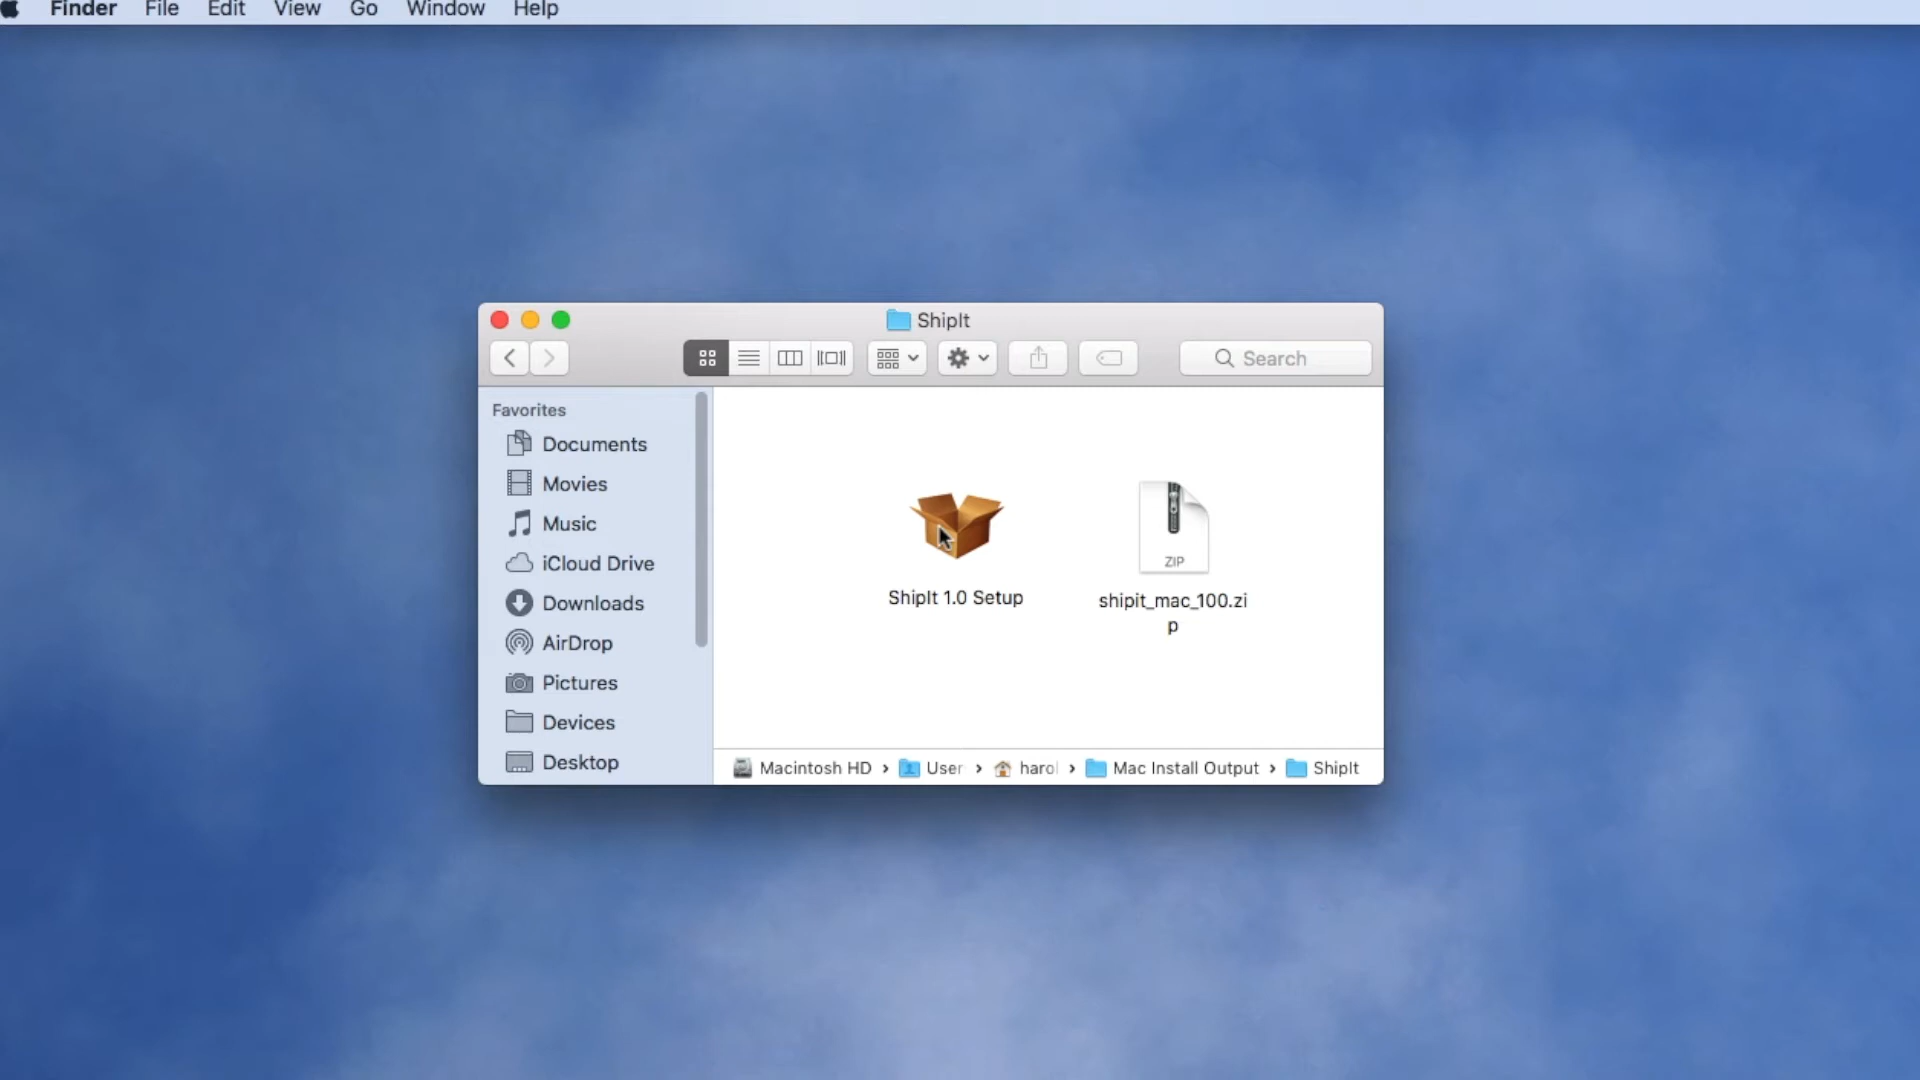 Finder File Edit View Go Window Help
ShipIt
Search
Favorites
Documents
Movies
Music
iCloud Drive
Downloads
AirDrop
Pictures
Devices
Desktop
ShipIt 1.0 Setup
ZIP
shipit_mac_100.zi
p
Macintosh HD › User › harol › Mac Install Output › ShipIt